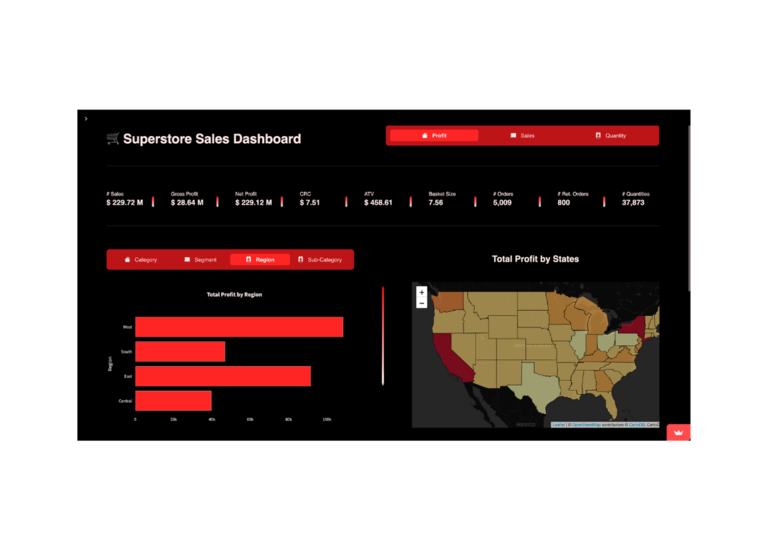 Superstore Sales Dashboard
Profit
Sales
Quantity
# Sales
$ 229.72 M
Gross Profit
$ 28.64 M
Net Profit
$ 229.12 M
CRC
$ 7.51
ATV
$ 458.61
Basket Size
7.56
# Orders
5,009
# Ret. Orders
800
# Quantities
37,873
Category
Segment
Region
Sub-Category
Total Profit by Region
Region
West
South
East
Central
0
20k
40k
60k
80k
100k
Total Profit by States
+
−
MEXICO
Leaflet | © OpenStreetMap contributors © CartoDB, CartoD